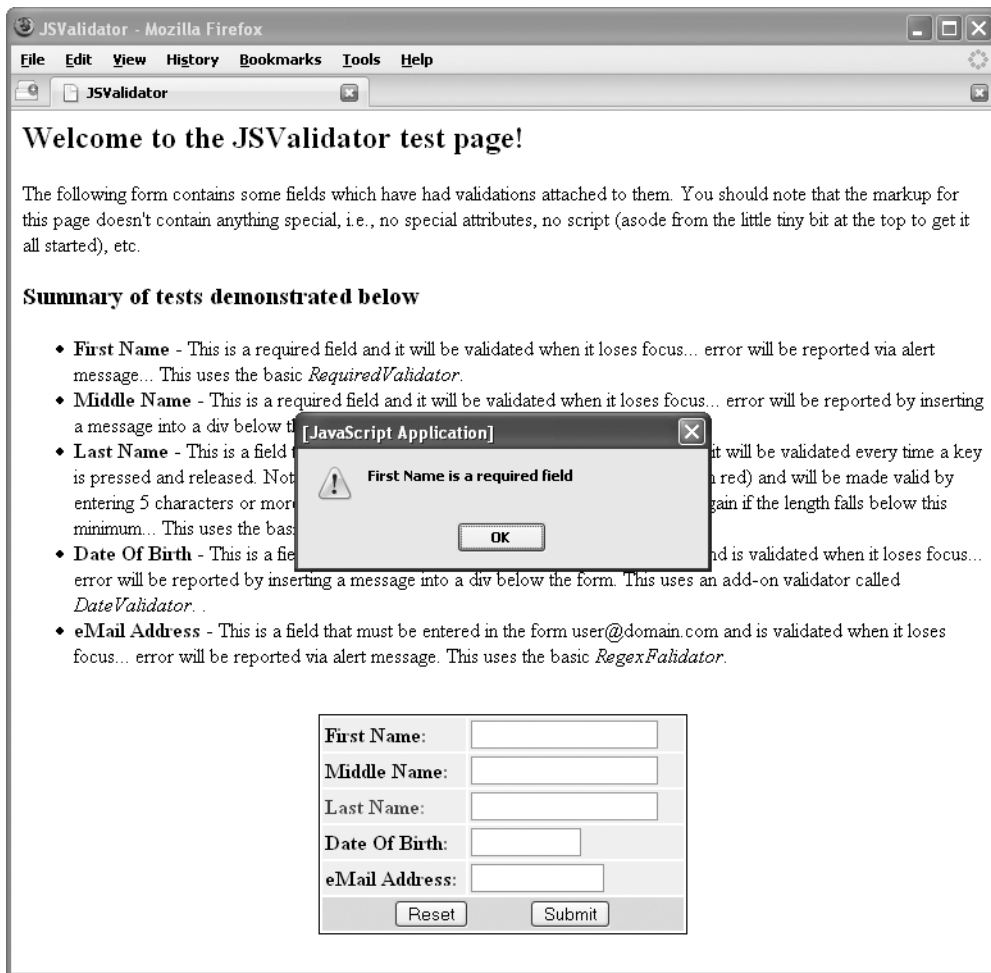 JSValidator - Mozilla Firefox
File Edit View History Bookmarks Tools Help
JSValidator
Welcome to the JSValidator test page!
The following form contains some fields which have had validations attached to them. You should note that the markup for
this page doesn't contain anything special, i.e., no special attributes, no script (asode from the little tiny bit at the top to get it
all started), etc.
Summary of tests demonstrated below
• First Name - This is a required field and it will be validated when it loses focus... error will be reported via alert
message... This uses the basic RequiredValidator.
• Middle Name - This is a required field and it will be validated when it loses focus... error will be reported by inserting
a message into a div below
[JavaScript Application]
First Name is a required field
OK
• Last Name - This is a field it will be validated every time a key
is pressed and released. red) and will be made valid by
entering 5 characters or if the length falls below this
minimum... This uses the
• Date Of Birth - This is a is validated when it loses focus...
error will be reported by inserting a message into a div below the form. This uses an add-on validator called
DateValidator. .
• eMail Address - This is a field that must be entered in the form user@domain.com and is validated when it loses
focus... error will be reported via alert message. This uses the basic RegexFalidator.
First Name:
Middle Name:
Last Name:
Date Of Birth:
eMail Address:
Reset Submit